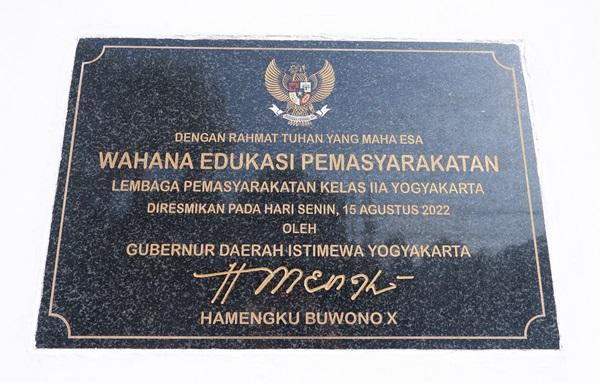 DENGAN RAHMAT TUHAN YANG MAHA ESA
WAHANA EDUKASI PEMASYARAKATAN
LEMBAGA PEMASYARAKATAN KELAS IIA YOGYAKARTA
DIRESMIKAN PADA HARI SENIN, 15 AGUSTUS 2022
OLEH
GUBERNUR DAERAH ISTIMEWA YOGYAKARTA
HAMENGKU BUWONO X